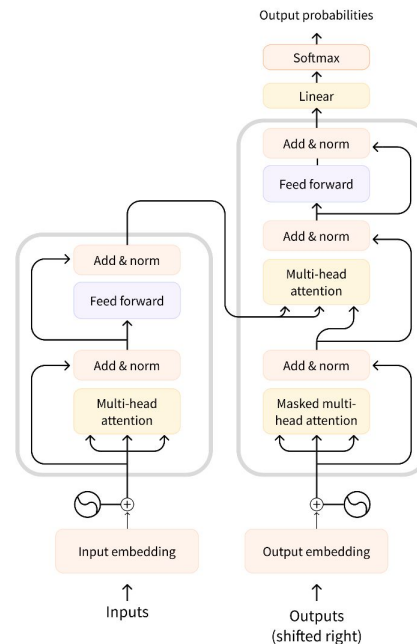 Output probabilities
Softmax
Linear
Add & norm
Feed forward
Add & norm
Multi-head
attention
Add & norm
Masked multi-
head attention
Output embedding
Outputs
(shifted right)
Add & norm
Feed forward
Add & norm
Multi-head
attention
Input embedding
Inputs